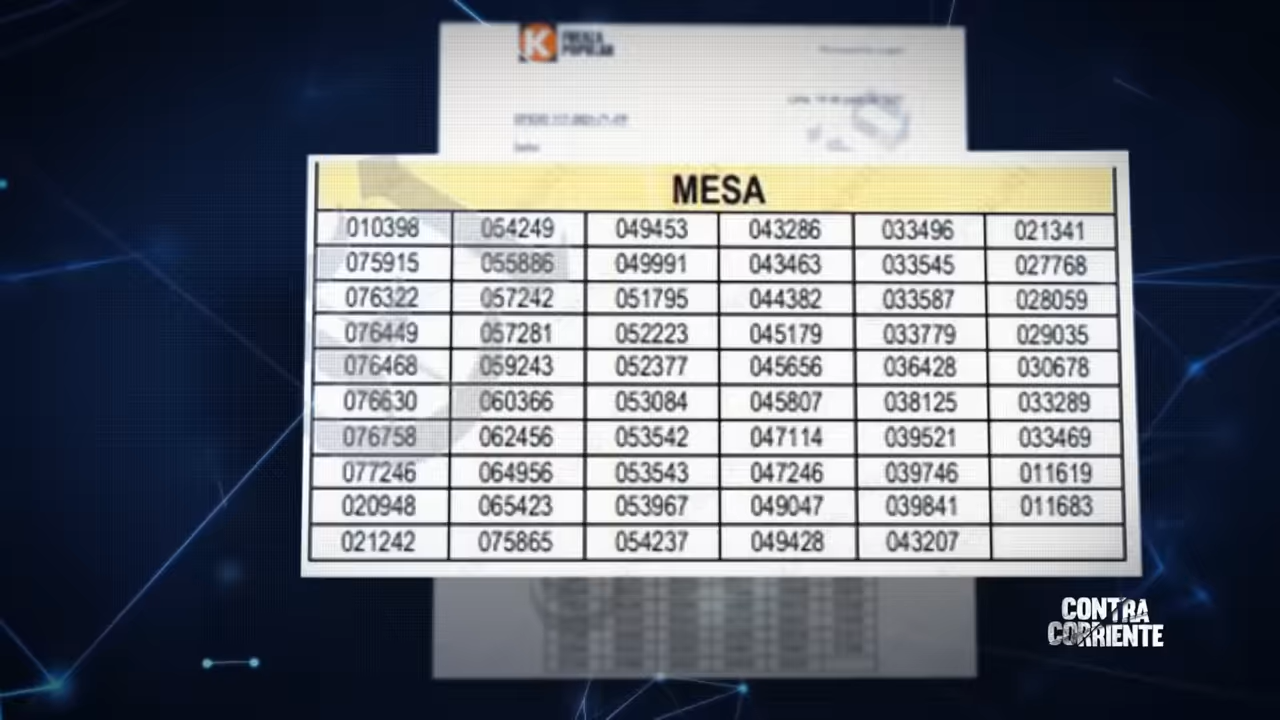 K FUERZA
POPULAR
MESA
010398 054249 049453 043286 033496 021341
075915 055886 049991 043463 033545 027768
076322 057242 051795 044382 033587 028059
076449 057281 052223 045179 033779 029035
076468 059243 052377 045656 036428 030678
076630 060366 053084 045807 038125 033289
076758 062456 053542 047114 039521 033469
077246 064956 053543 047246 039746 011619
020948 065423 053967 049047 039841 011683
021242 075865 054237 049428 043207
CONTRA
CORRIENTE